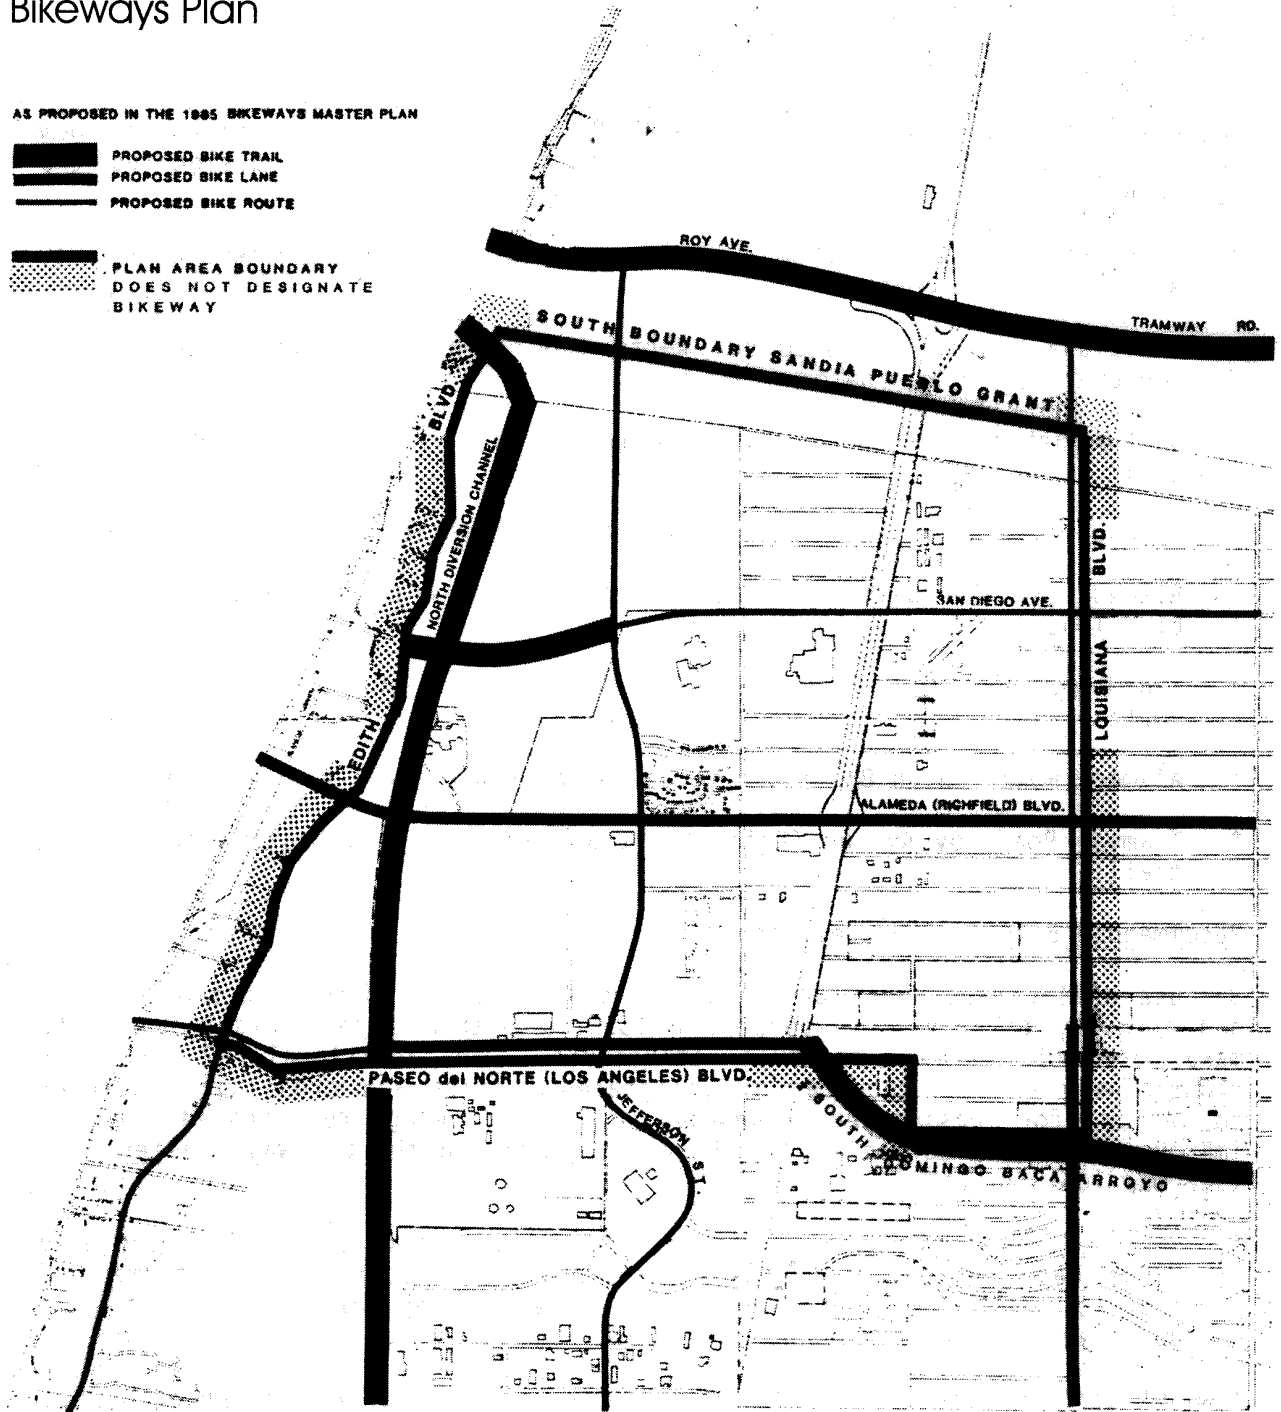 Bikeways Plan
AS PROPOSED IN THE 1985 BIKEWAYS MASTER PLAN
PROPOSED BIKE TRAIL
PROPOSED BIKE LANE
PROPOSED BIKE ROUTE
PLAN AREA BOUNDARY
DOES NOT DESIGNATE
BIKEWAY
ROY AVE.
TRAMWAY RD.
SOUTH BOUNDARY SANDIA PUEBLO GRANT
BLVD.
NORTH DIVERSION CHANNEL
BLVD.
SAN DIEGO AVE.
LOUISIANA
EDITH
ALAMEDA (RICHFIELD) BLVD.
PASEO del NORTE (LOS ANGELES) BLVD.
JEFFERSON ST.
SOUTH DOMINGO BACA ARROYO